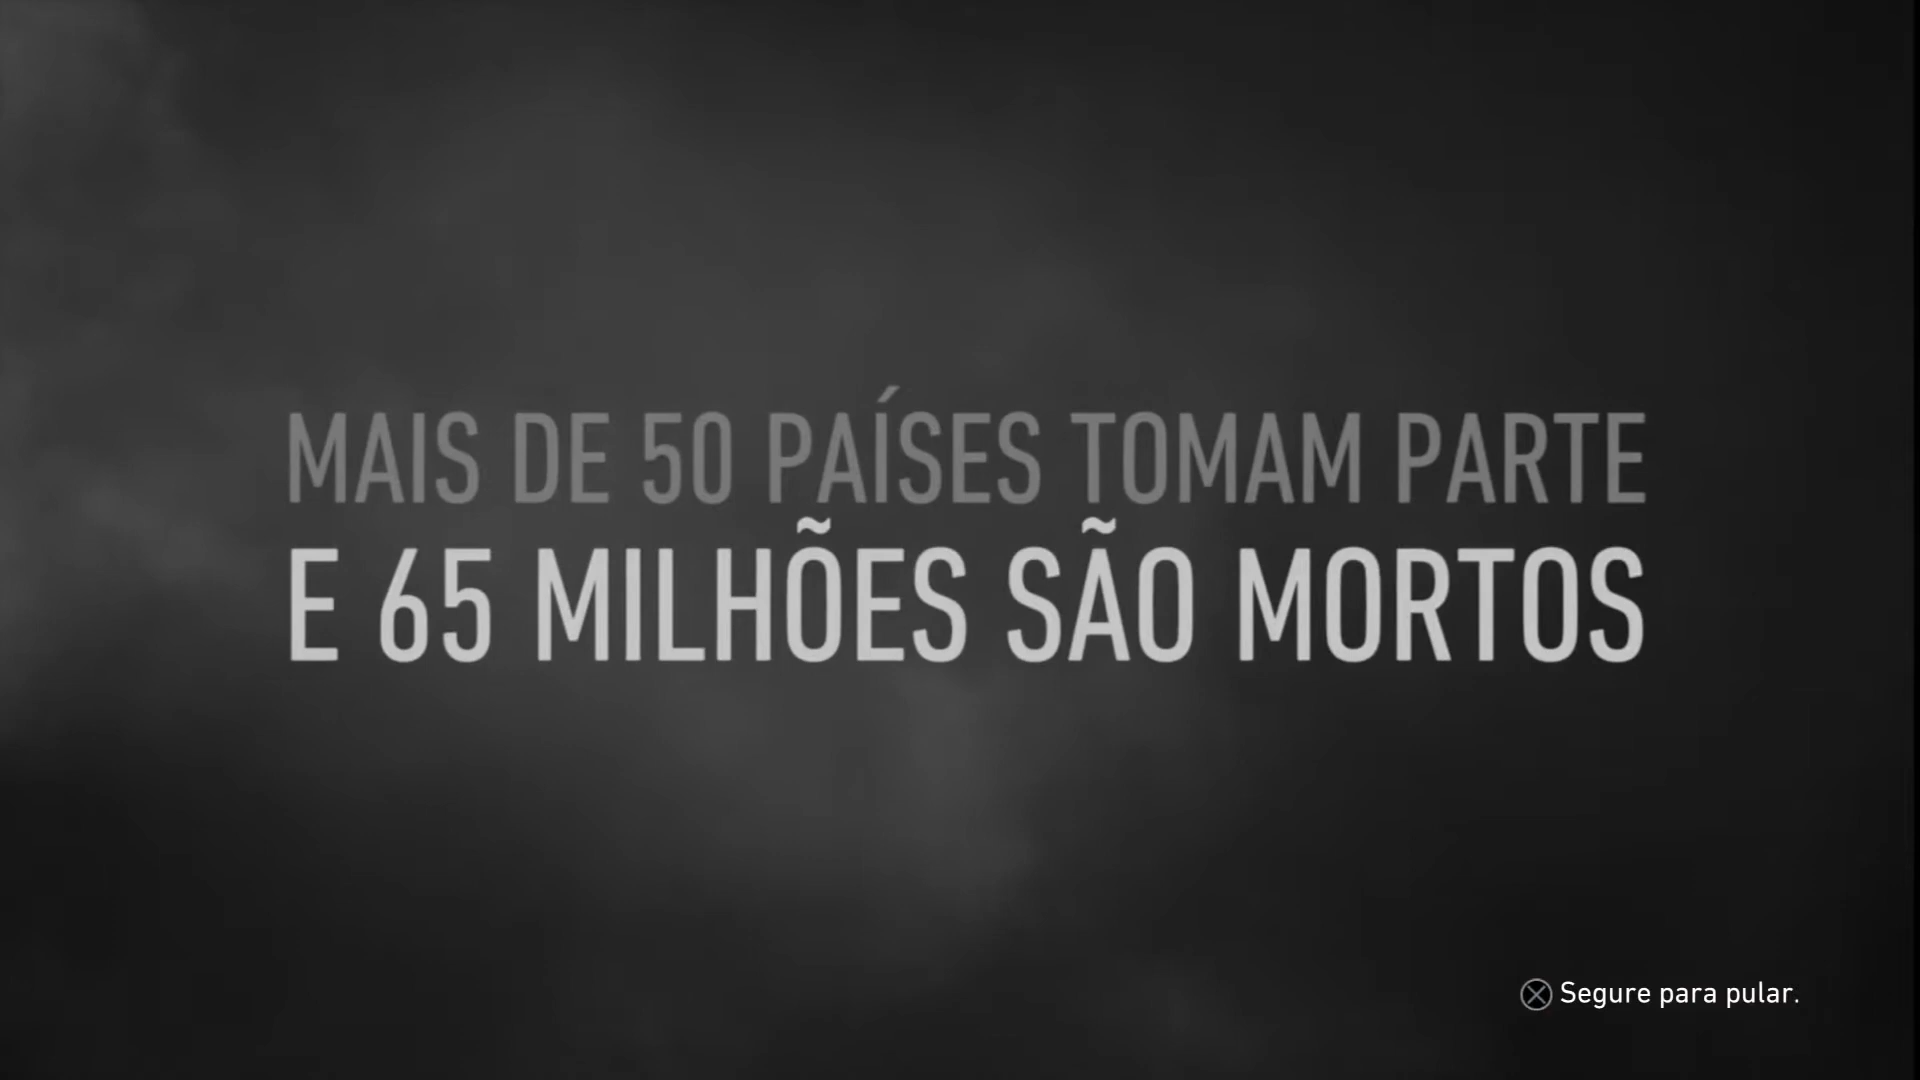 MAIS DE 50 PAÍSES TOMAM PARTE
E 65 MILHÕES SÃO MORTOS
Segure para pular.